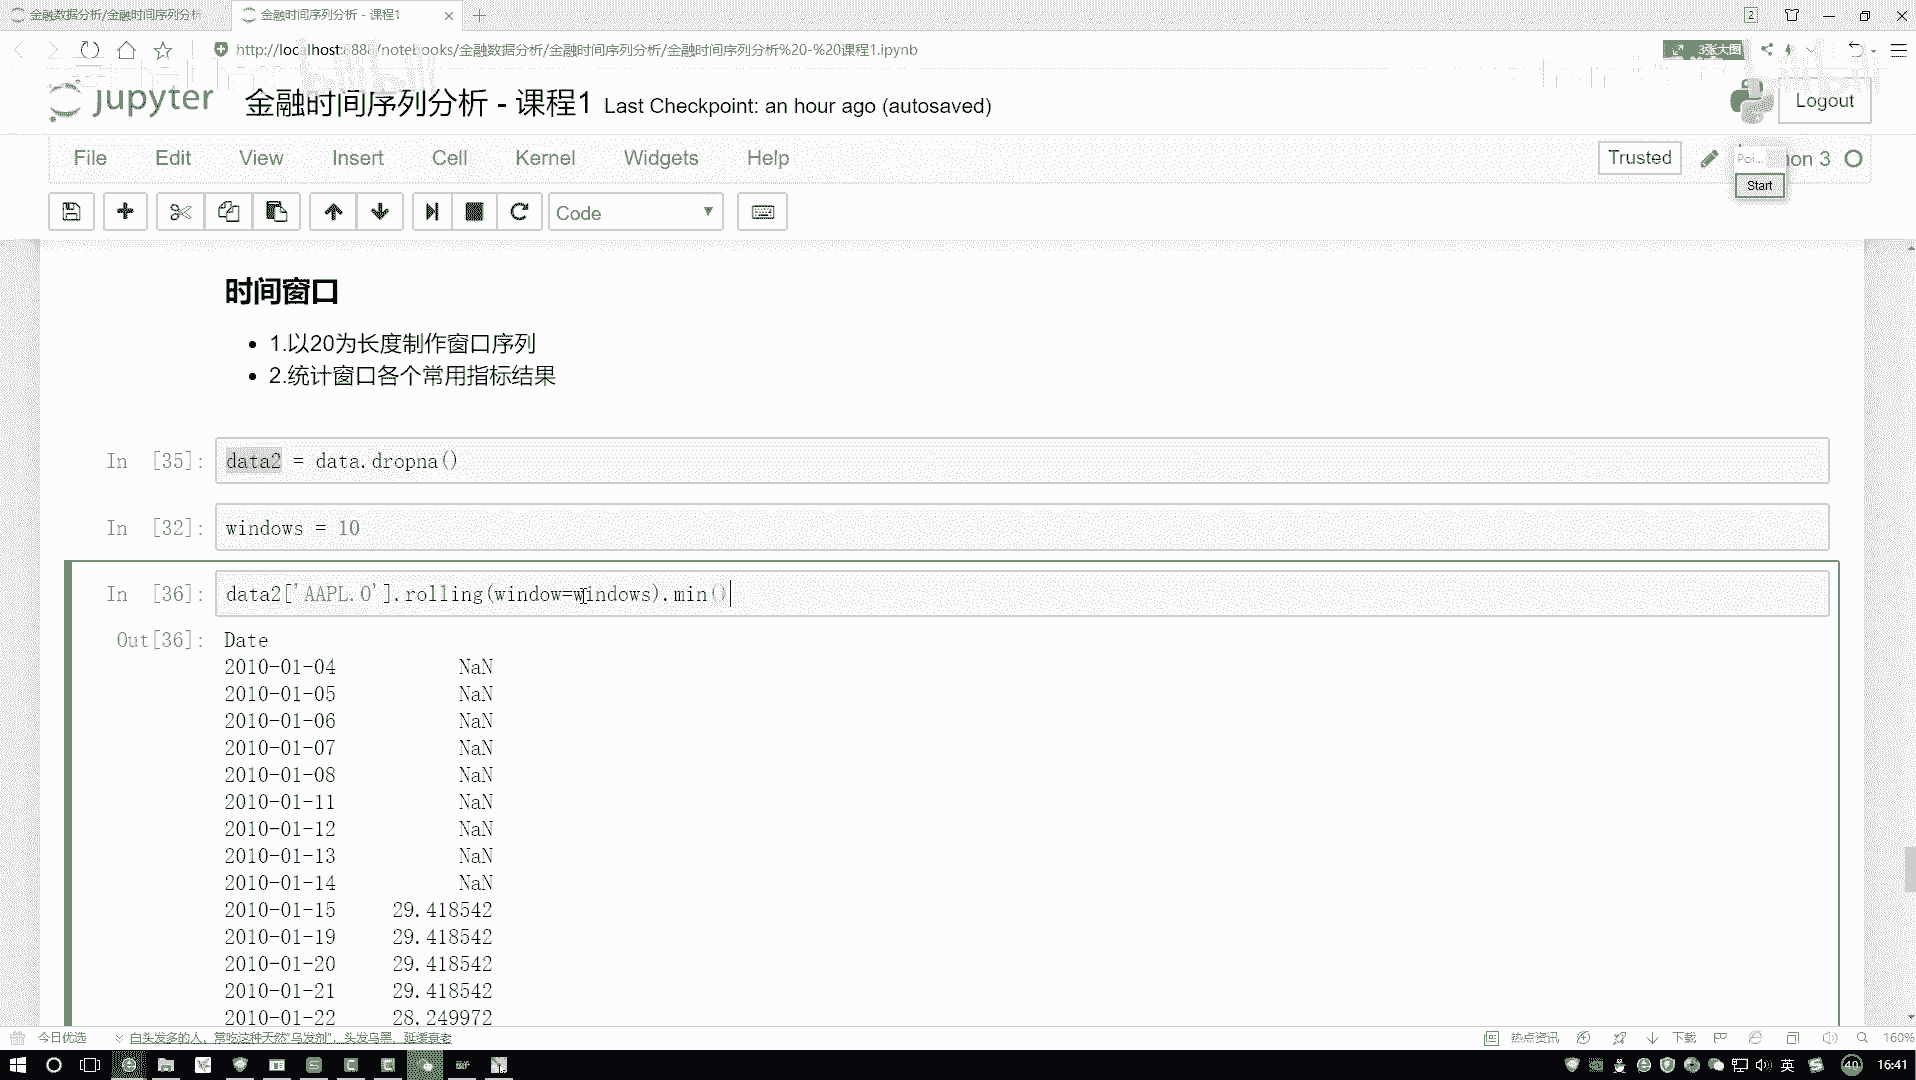 金融数据分析/金融时间序列分析
金融时间序列分析 - 课程1
2
http://localhost:8888/notebooks/金融数据分析/金融时间序列分析/金融时间序列分析%20-%20课程1.ipynb
3张大图
jupyter 金融时间序列分析 - 课程1 Last Checkpoint: an hour ago (autosaved)
Logout
File Edit View Insert Cell Kernel Widgets Help
Trusted
Poi... hon 3
Start
Code
时间窗口
1.以20为长度制作窗口序列
2.统计窗口各个常用指标结果
In [35]: data2 = data.dropna()
In [32]: windows = 10
In [36]: data2['AAPL.O'].rolling(window=windows).min()
Out[36]: Date
2010-01-04 NaN
2010-01-05 NaN
2010-01-06 NaN
2010-01-07 NaN
2010-01-08 NaN
2010-01-11 NaN
2010-01-12 NaN
2010-01-13 NaN
2010-01-14 NaN
2010-01-15 29.418542
2010-01-19 29.418542
2010-01-20 29.418542
2010-01-21 29.418542
2010-01-22 28.249972
今日优选 白头发多的人，常吃这种天然"乌发剂"，头发乌黑、延缓衰老
热点资讯 下载 160%
英 40 16:41